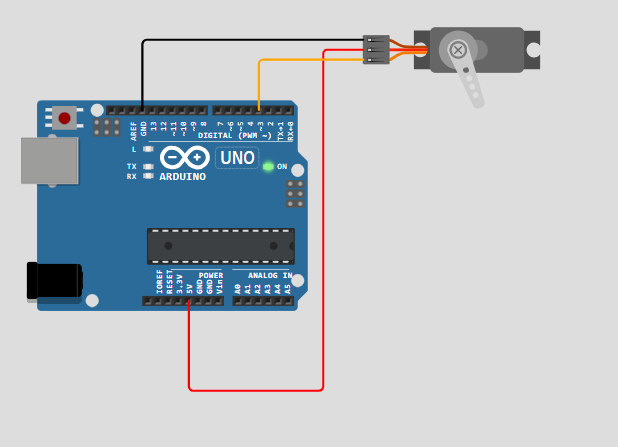 AREF
GND
13
12
~11
~10
~9
8
7
~6
~5
4
~3
2
TX→1
RX←0
DIGITAL (PWM ~)
L
TX
RX
UNO
ON
ARDUINO
IOREF
RESET
3.3V
5V
GND
GND
Vin
POWER
ANALOG IN
A0
A1
A2
A3
A4
A5